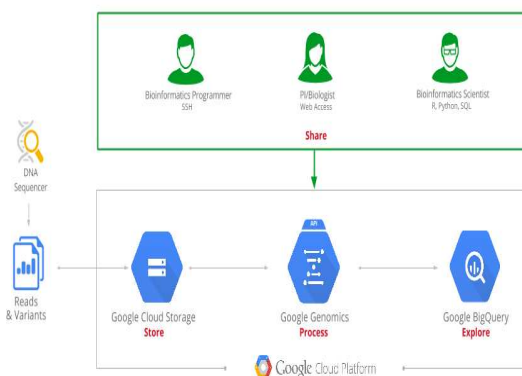 Bioinformatics Programmer
SSH
PI/Biologist
Web Access
Bioinformatics Scientist
R, Python, SQL
Share
DNA
Sequencer
API
Reads
& Variants
Google Cloud Storage
Store
Google Genomics
Process
Google BigQuery
Explore
Google Cloud Platform